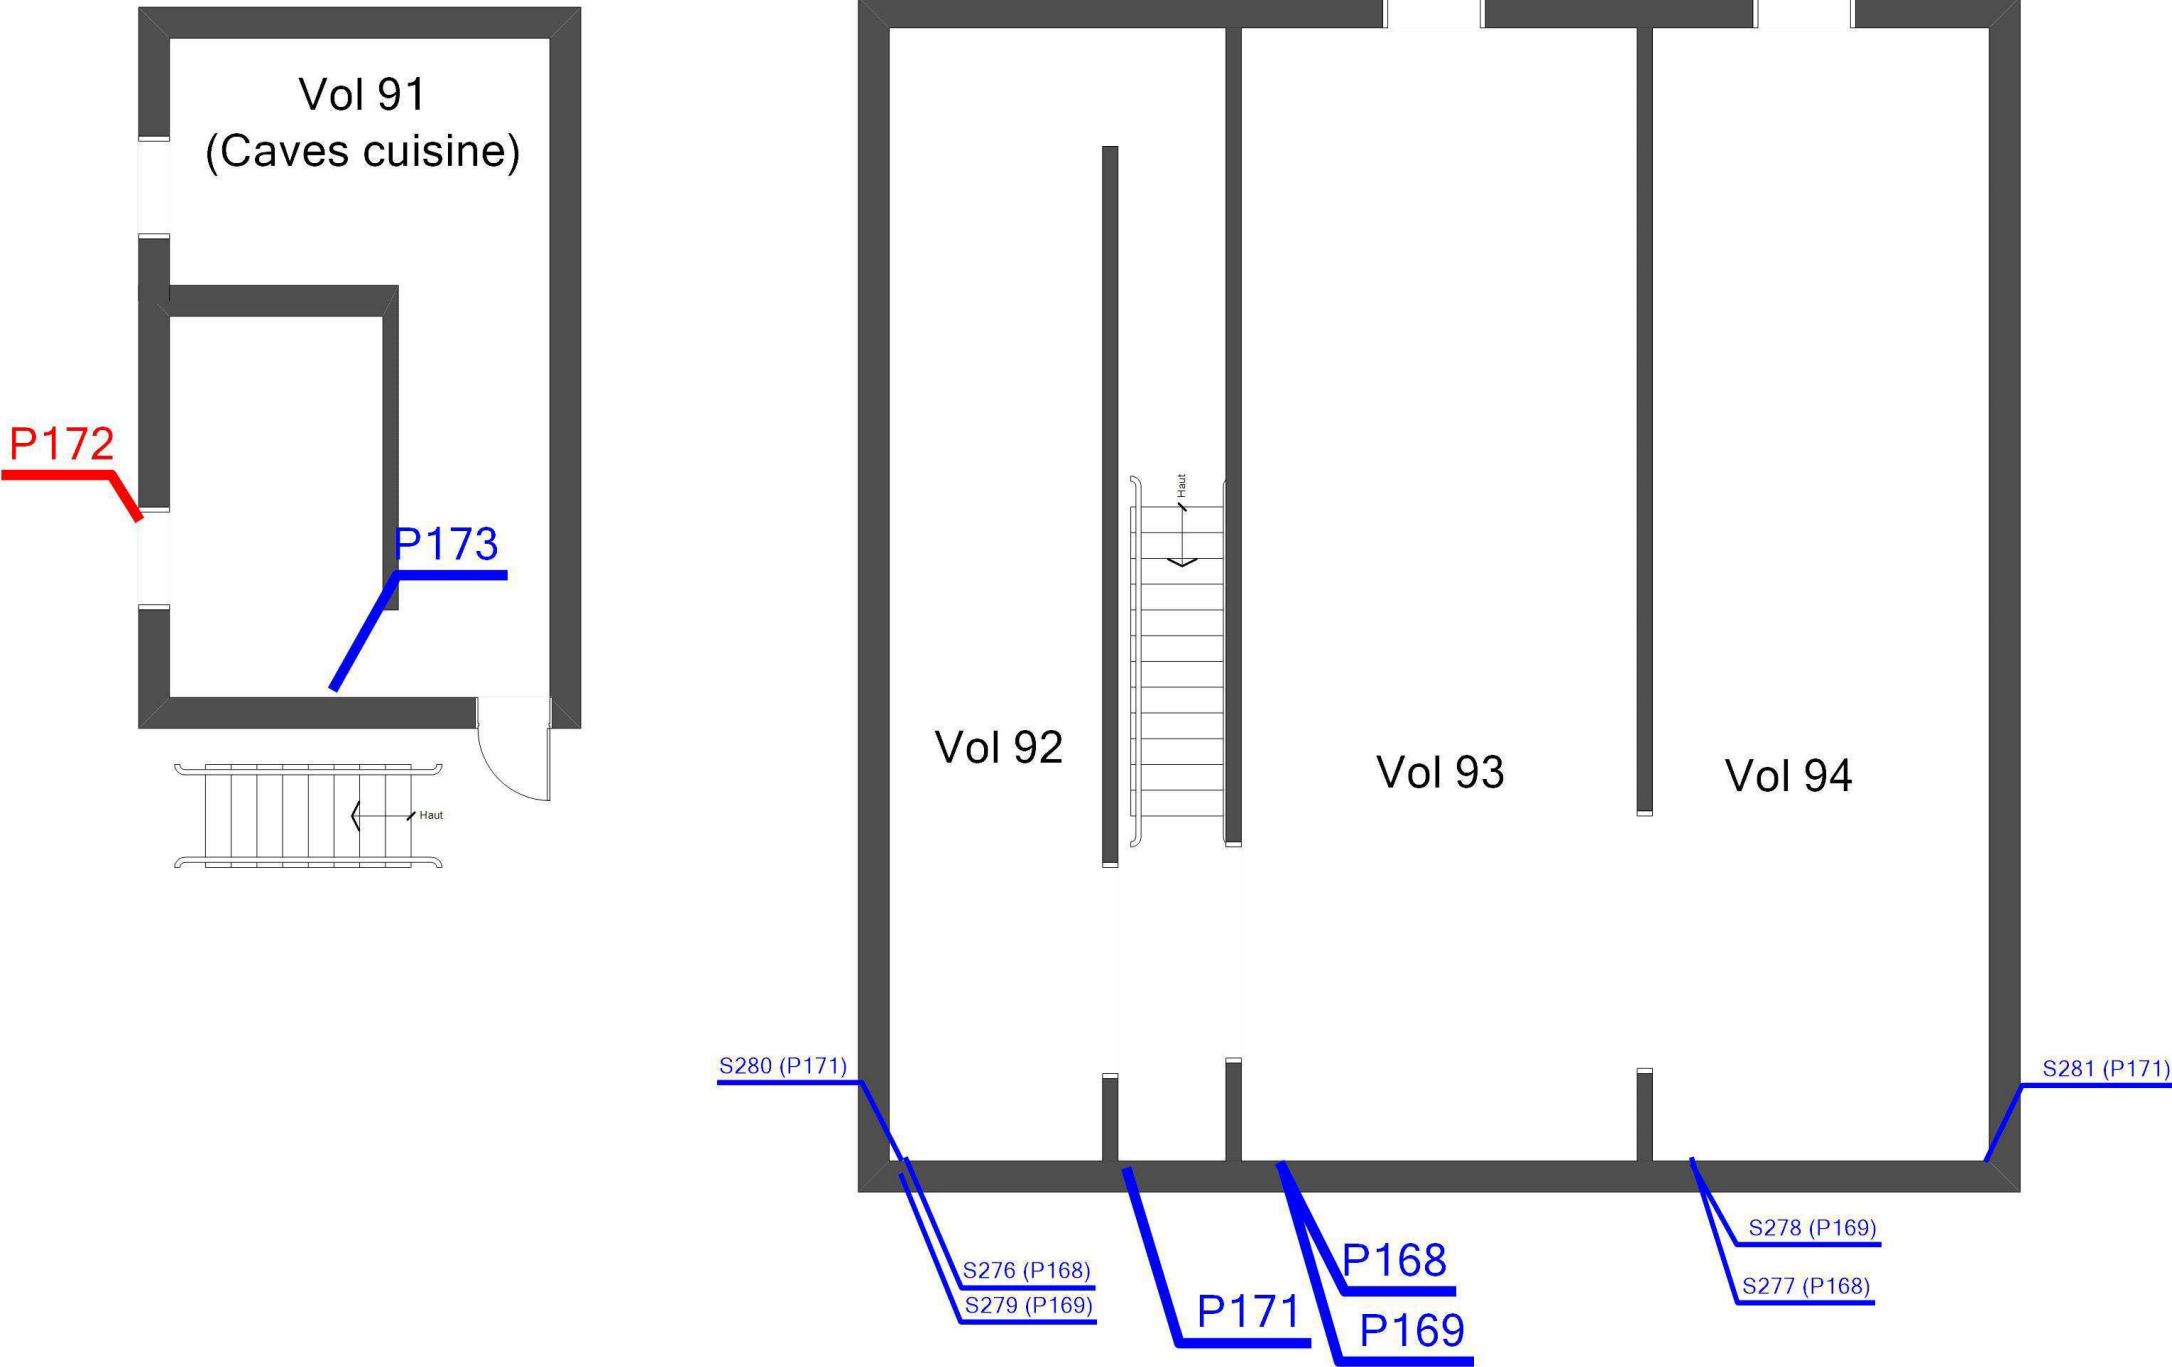 Vol 91
(Caves cuisine)
P172
P173
Haut
Haut
Vol 92
Vol 93
Vol 94
S280 (P171)
S281 (P171)
S276 (P168)
S279 (P169)
P171
P168
P169
S278 (P169)
S277 (P168)